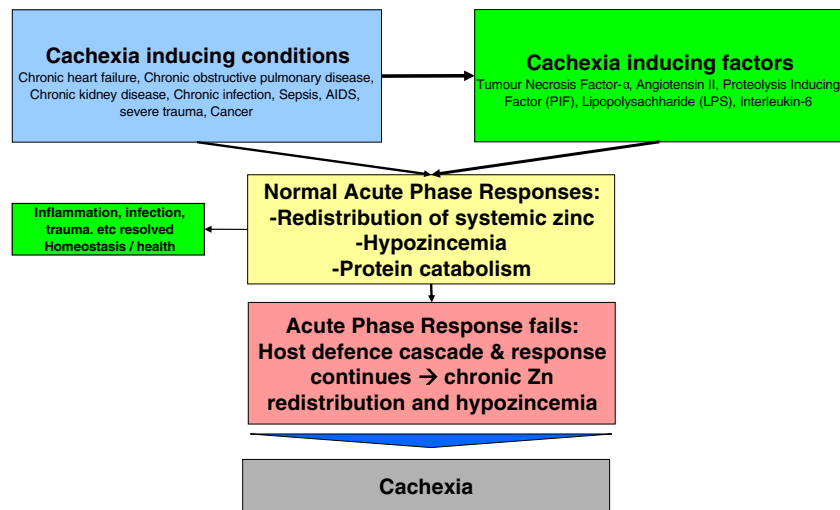 Cachexia inducing conditions
Chronic heart failure, Chronic obstructive pulmonary disease,
Chronic kidney disease, Chronic infection, Sepsis, AIDS,
severe trauma, Cancer
Cachexia inducing factors
Tumour Necrosis Factor-α, Angiotensin II, Proteolysis Inducing
Factor (PIF), Lipopolysachharide (LPS), Interleukin-6
Normal Acute Phase Responses:
-Redistribution of systemic zinc
-Hypozincemia
-Protein catabolism
Inflammation, infection,
trauma. etc resolved
Homeostasis / health
Acute Phase Response fails:
Host defence cascade & response
continues → chronic Zn
redistribution and hypozincemia
Cachexia